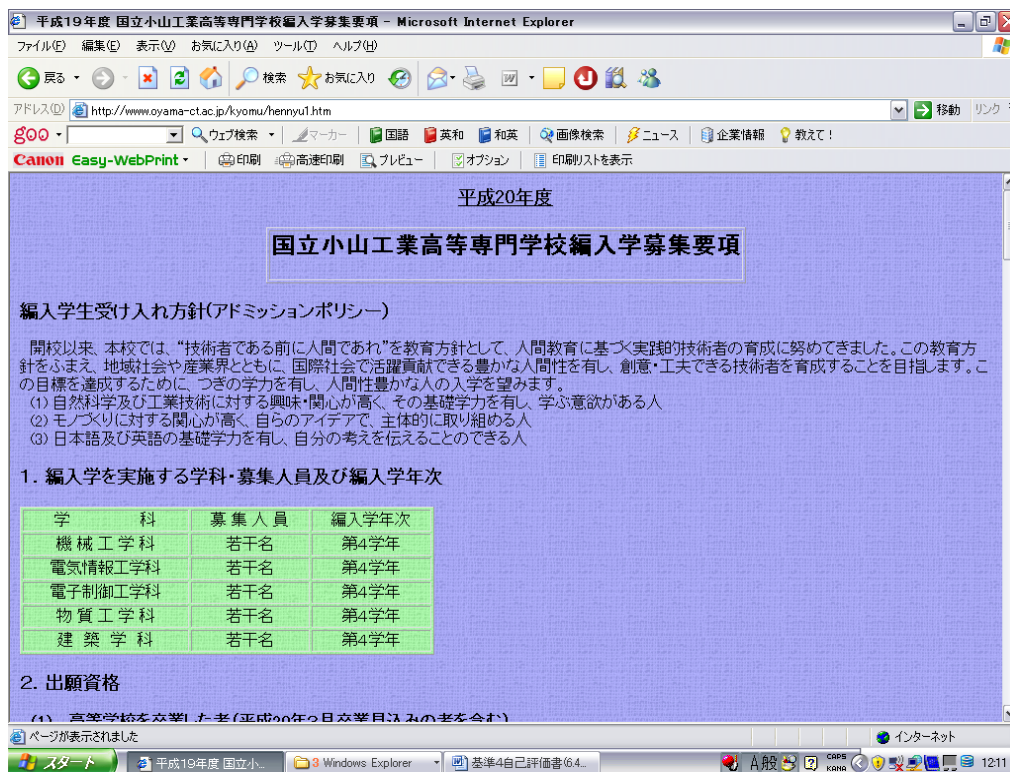 平成19年度 国立小山工業高等専門学校編入学募集要項 - Microsoft Internet Explorer
ファイル(F) 編集(E) 表示(V) お気に入り(A) ツール(T) ヘルプ(H)
戻る 検索 お気に入り
アドレス(D) http://www.oyama-ct.ac.jp/kyomu/hennyu1.htm 移動 リンク
goo ウェブ検索 マーカー 国語 英和 和英 画像検索 ニュース 企業情報 教えて!
Canon Easy-WebPrint 印刷 高速印刷 プレビュー オプション 印刷リストを表示
平成20年度
国立小山工業高等専門学校編入学募集要項
編入学生受け入れ方針(アドミッションポリシー)
開校以来、本校では、“技術者である前に人間であれ”を教育方針として、人間教育に基づく実践的技術者の育成に努めてきました。この教育方
針をふまえ、地域社会や産業界とともに、国際社会で活躍貢献できる豊かな人間性を有し、創意・工夫できる技術者を育成することを目指します。こ
の目標を達成するために、つぎの学力を有し、人間性豊かな人の入学を望みます。
(1) 自然科学及び工業技術に対する興味・関心が高く、その基礎学力を有し、学ぶ意欲がある人
(2) モノづくりに対する関心が高く、自らのアイデアで、主体的に取り組める人
(3) 日本語及び英語の基礎学力を有し、自分の考えを伝えることのできる人
1. 編入学を実施する学科・募集人員及び編入学年次
学 科 募集人員 編入学年次
機械工学科 若干名 第4学年
電気情報工学科 若干名 第4学年
電子制御工学科 若干名 第4学年
物質工学科 若干名 第4学年
建築学科 若干名 第4学年
2. 出願資格
(1) 高等学校を卒業した者(平成20年3月卒業見込みの者を含む)
ページが表示されました インターネット
スタート 平成19年度 国立小... 3 Windows Explorer 基準4自己評価書(6.4... A 般 CAPS KANA 12:11